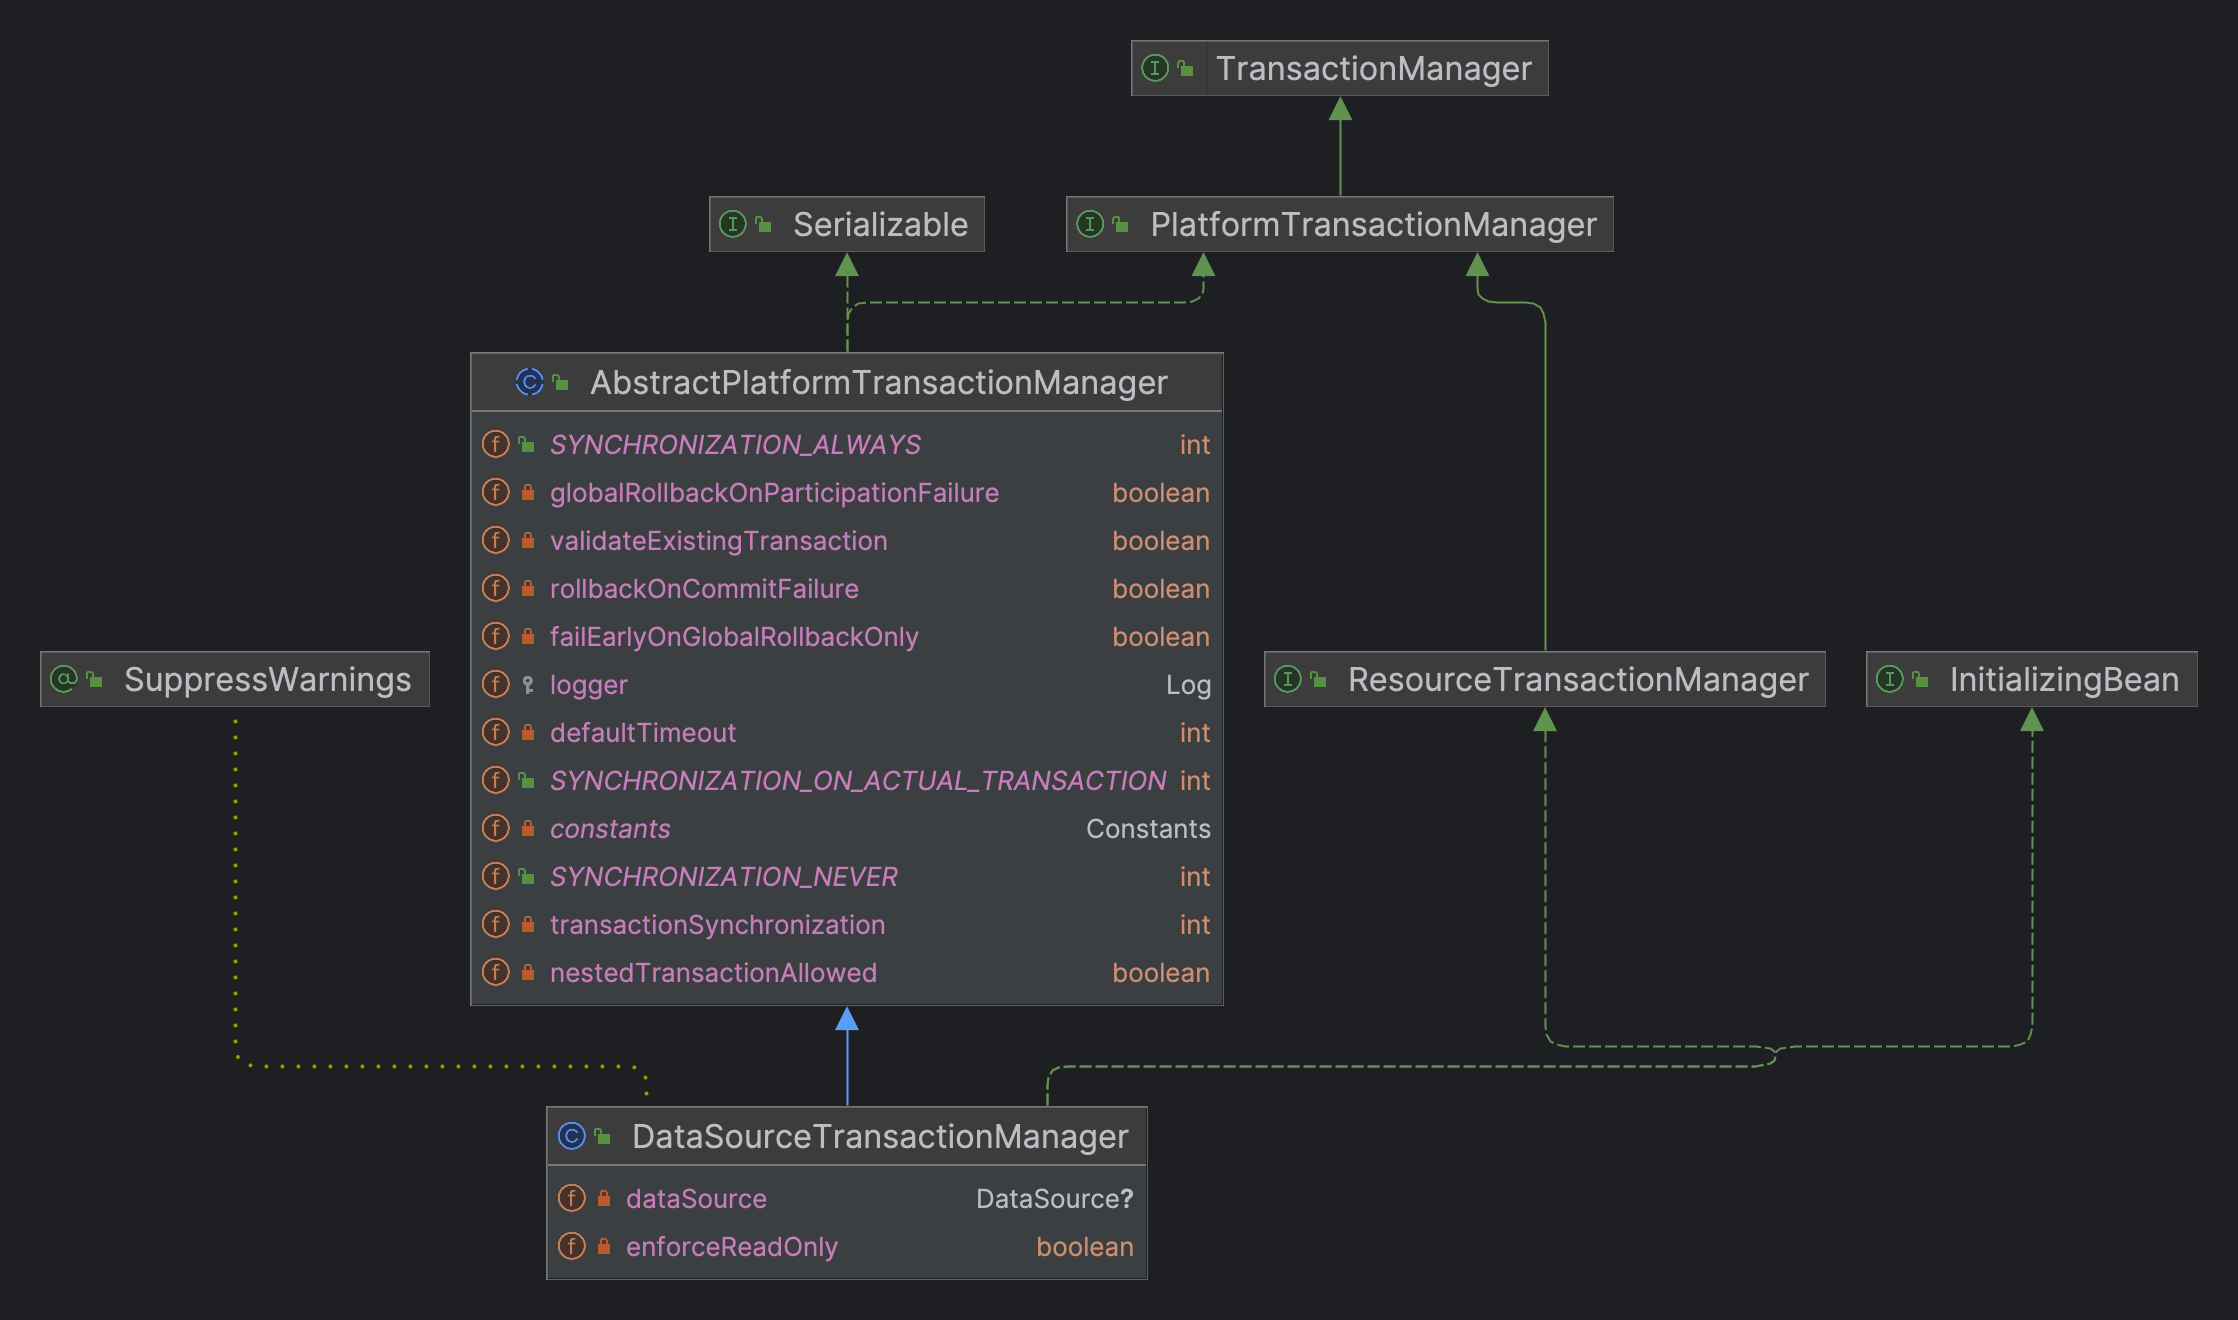 TransactionManager
Serializable
PlatformTransactionManager
AbstractPlatformTransactionManager
SYNCHRONIZATION_ALWAYS int
globalRollbackOnParticipationFailure boolean
validateExistingTransaction boolean
rollbackOnCommitFailure boolean
failEarlyOnGlobalRollbackOnly boolean
logger Log
defaultTimeout int
SYNCHRONIZATION_ON_ACTUAL_TRANSACTION int
constants Constants
SYNCHRONIZATION_NEVER int
transactionSynchronization int
nestedTransactionAllowed boolean
SuppressWarnings
ResourceTransactionManager
InitializingBean
DataSourceTransactionManager
dataSource DataSource?
enforceReadOnly boolean